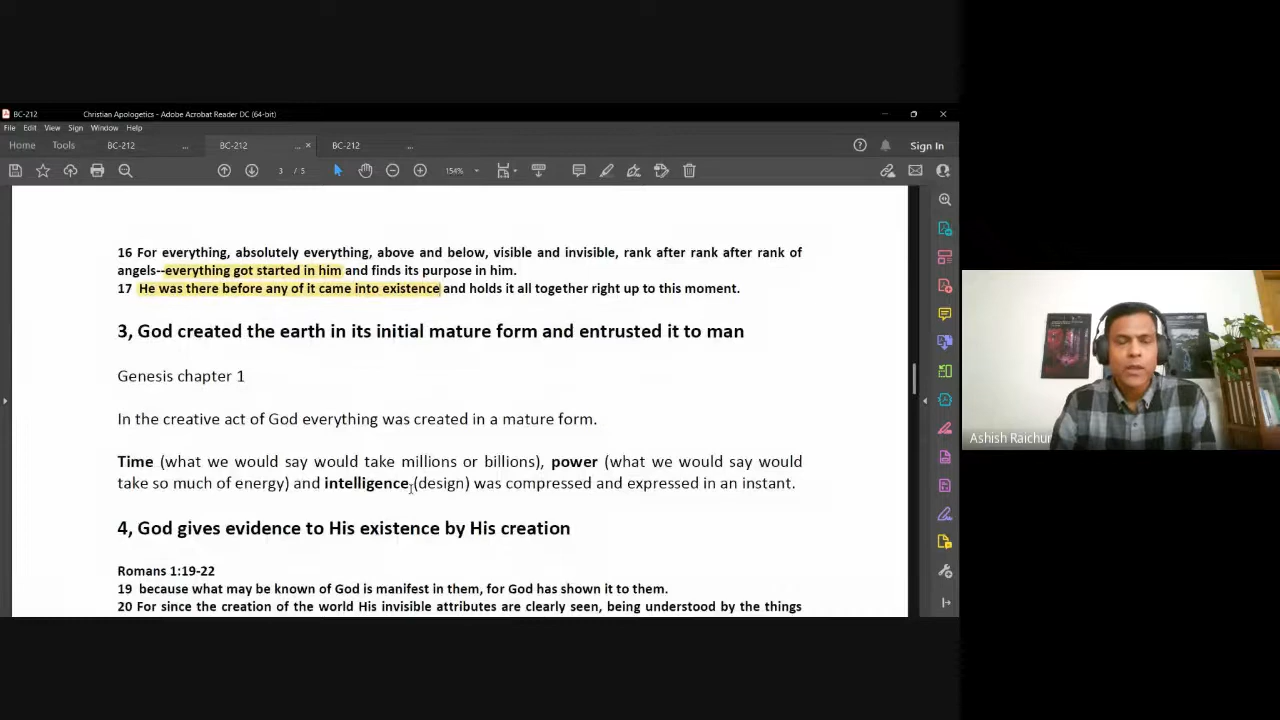 BC-212 Christian Apologetics - Adobe Acrobat Reader DC (64-bit)
File Edit View Sign Window Help
Home Tools BC-212 ... BC-212 ... × BC-212 ... Sign In
3 / 5 154%
16 For everything, absolutely everything, above and below, visible and invisible, rank after rank after rank of
angels--everything got started in him and finds its purpose in him.
17 He was there before any of it came into existence and holds it all together right up to this moment.
3, God created the earth in its initial mature form and entrusted it to man
Genesis chapter 1
In the creative act of God everything was created in a mature form.
Time (what we would say would take millions or billions), power (what we would say would
take so much of energy) and intelligence (design) was compressed and expressed in an instant.
4, God gives evidence to His existence by His creation
Romans 1:19-22
19 because what may be known of God is manifest in them, for God has shown it to them.
20 For since the creation of the world His invisible attributes are clearly seen, being understood by the things
Ashish Raichur